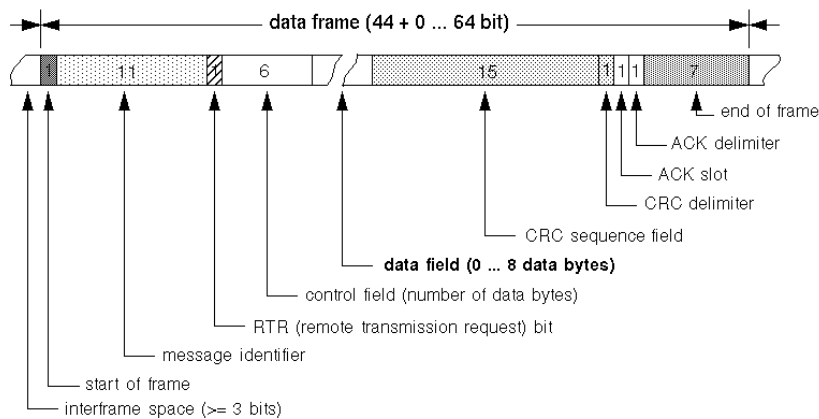 data frame (44 + 0 ... 64 bit)
1 11 1 6 15 1 1 1 7
end of frame
ACK delimiter
ACK slot
CRC delimiter
CRC sequence field
data field (0 ... 8 data bytes)
control field (number of data bytes)
RTR (remote transmission request) bit
message identifier
start of frame
interframe space (>= 3 bits)